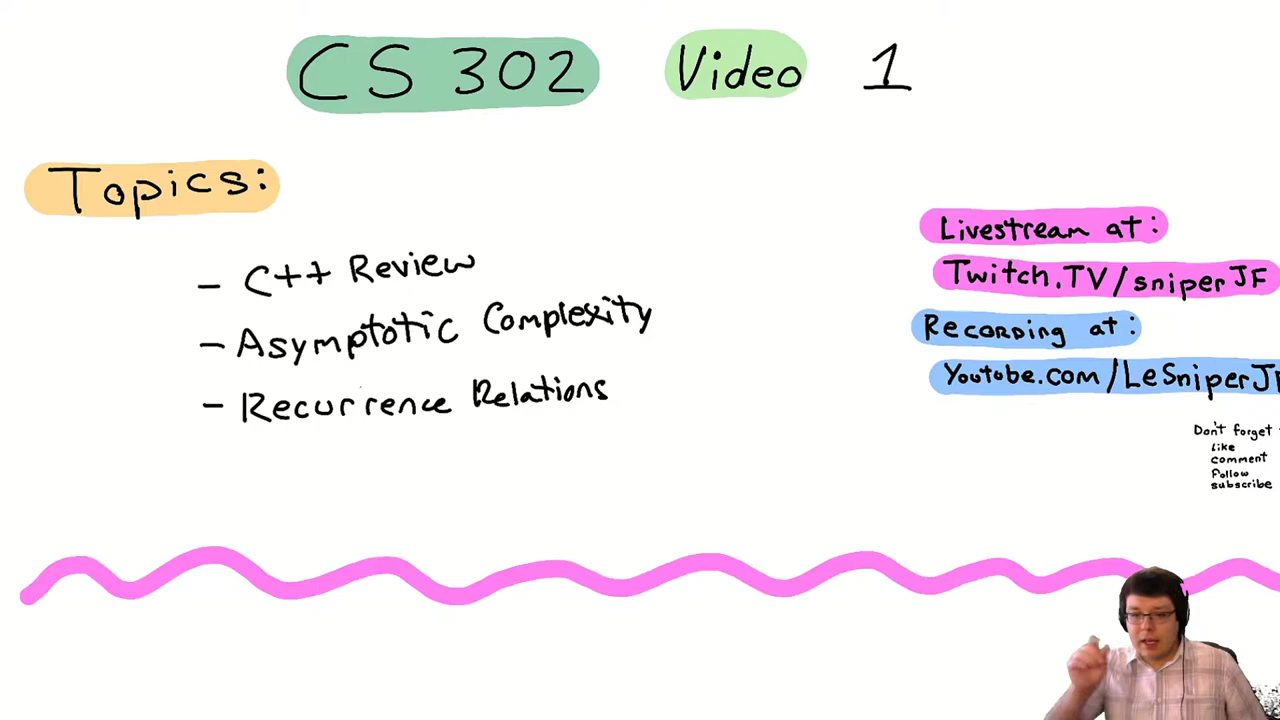 CS 302 Video 1
Topics:
- C++ Review
- Asymptotic Complexity
- Recurrence Relations
Livestream at:
Twitch.TV/sniperJF
Recording at:
Youtube.com/LeSniperJF
Don't forget
like
comment
follow
subscribe